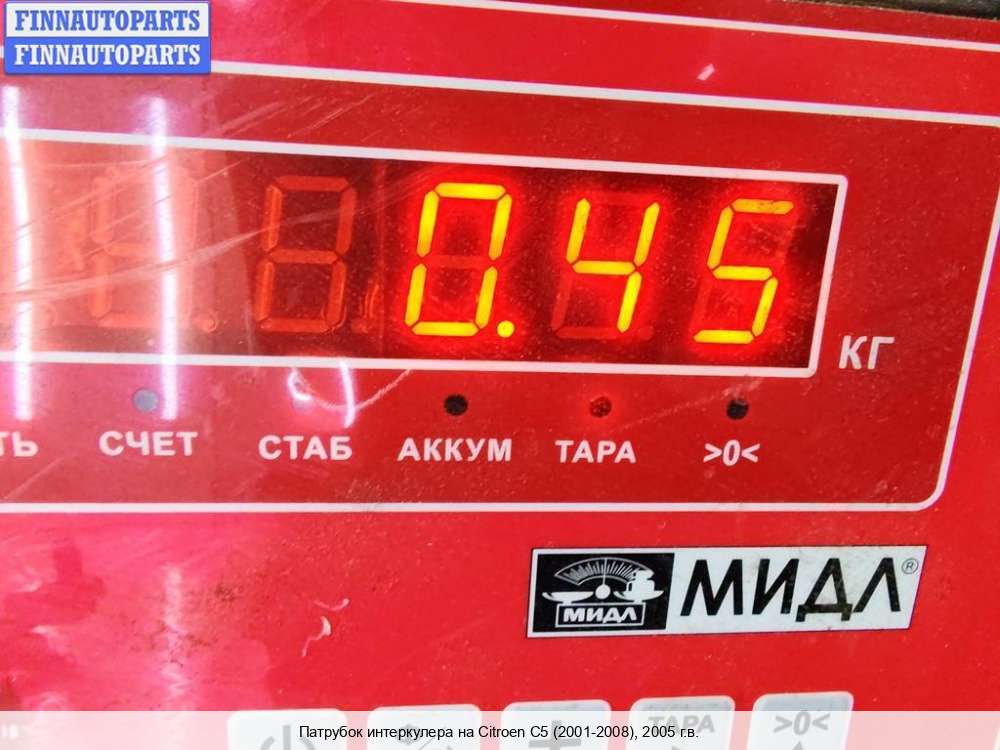 FINNAUTOPARTS
FINNAUTOPARTS
0.45
КГ
ТЬ СЧЕТ СТАБ АККУМ ТАРА >0<
МИДЛ МИДЛ®
ТАРА >0<
Патрубок интеркулера на Citroen C5 (2001-2008), 2005 г.в.